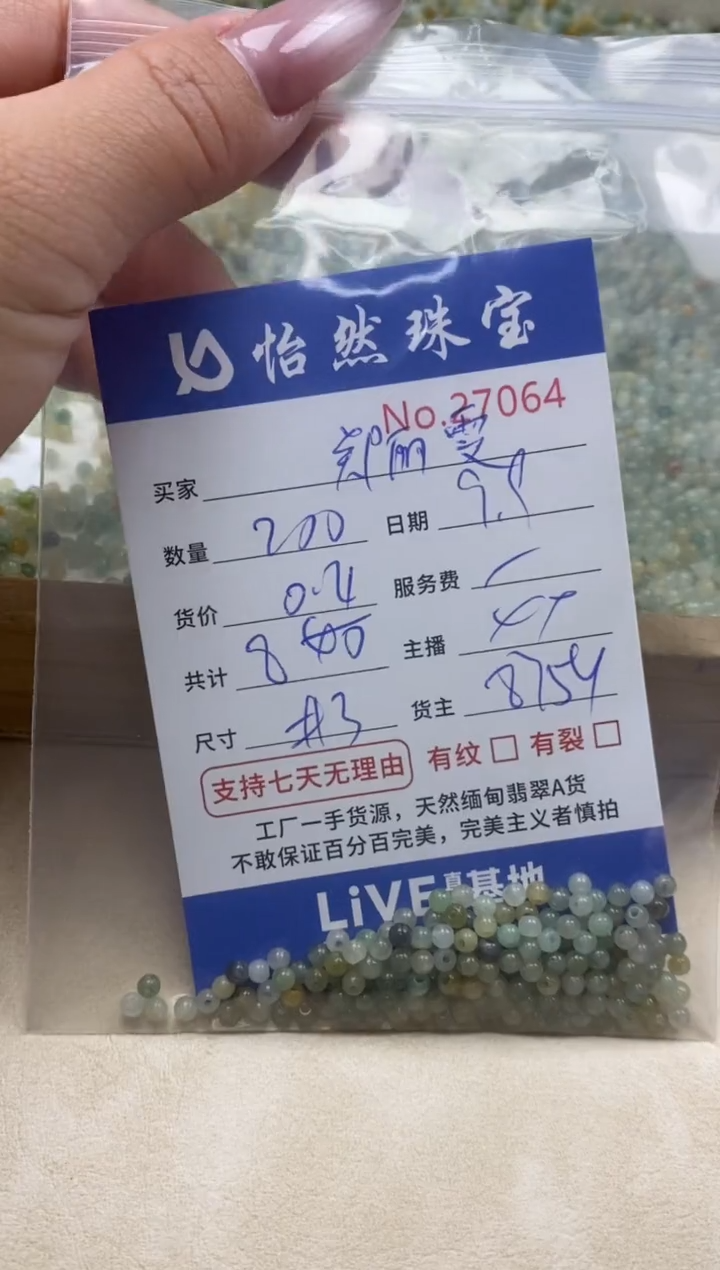 怡然珠宝
No.27064
买家 郑丽雯
数量 200 日期 9.
货价 0.4 服务费
共计 8 主播
尺寸 #3 货主 8754
支持七天无理由 有纹 有裂
工厂一手货源，天然缅甸翡翠A货
不敢保证百分百完美，完美主义者慎拍
LiVE 基地